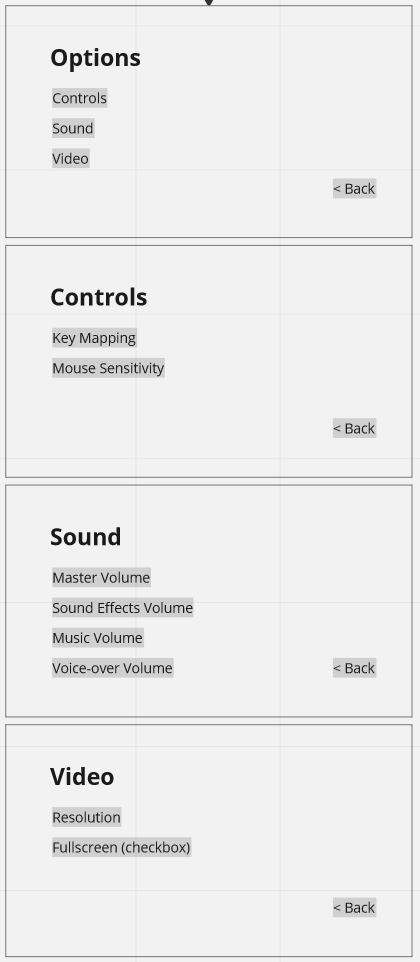 Options
Controls
Sound
Video
< Back
Controls
Key Mapping
Mouse Sensitivity
< Back
Sound
Master Volume
Sound Effects Volume
Music Volume
Voice-over Volume
< Back
Video
Resolution
Fullscreen (checkbox)
< Back